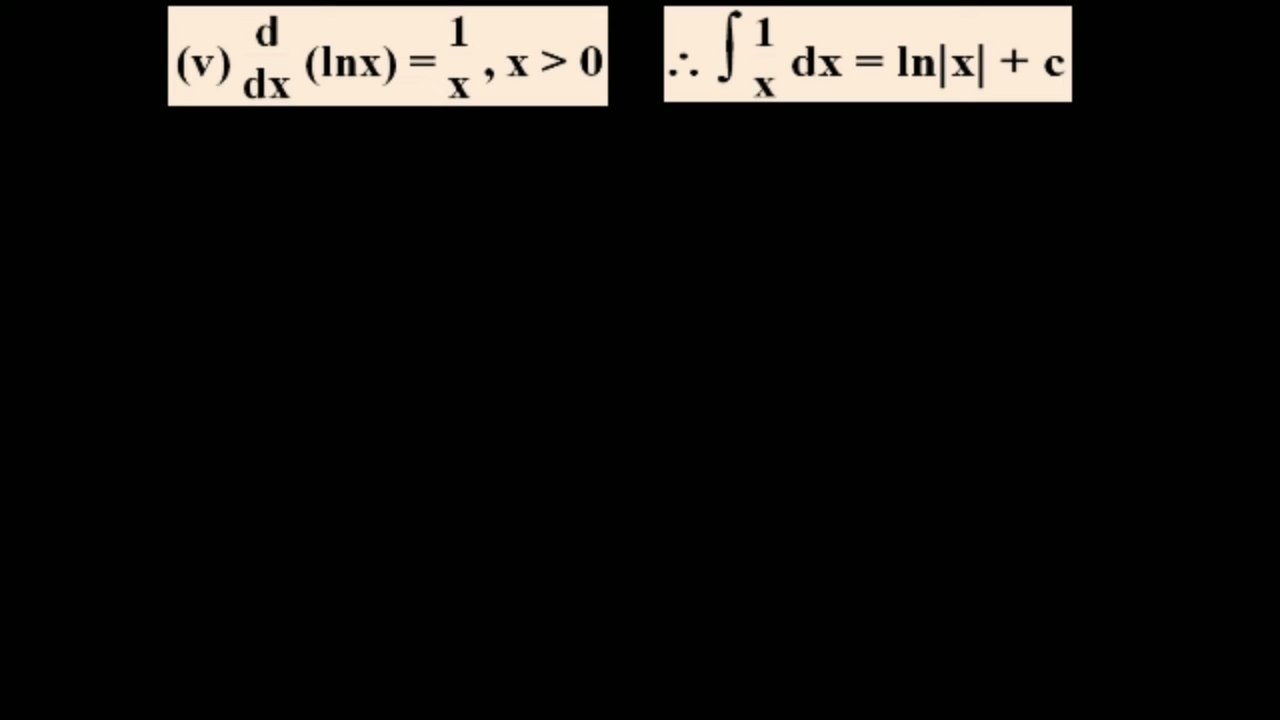 (v) d/dx (lnx) = 1/x , x > 0
∴ ∫ 1/x dx = ln|x| + c